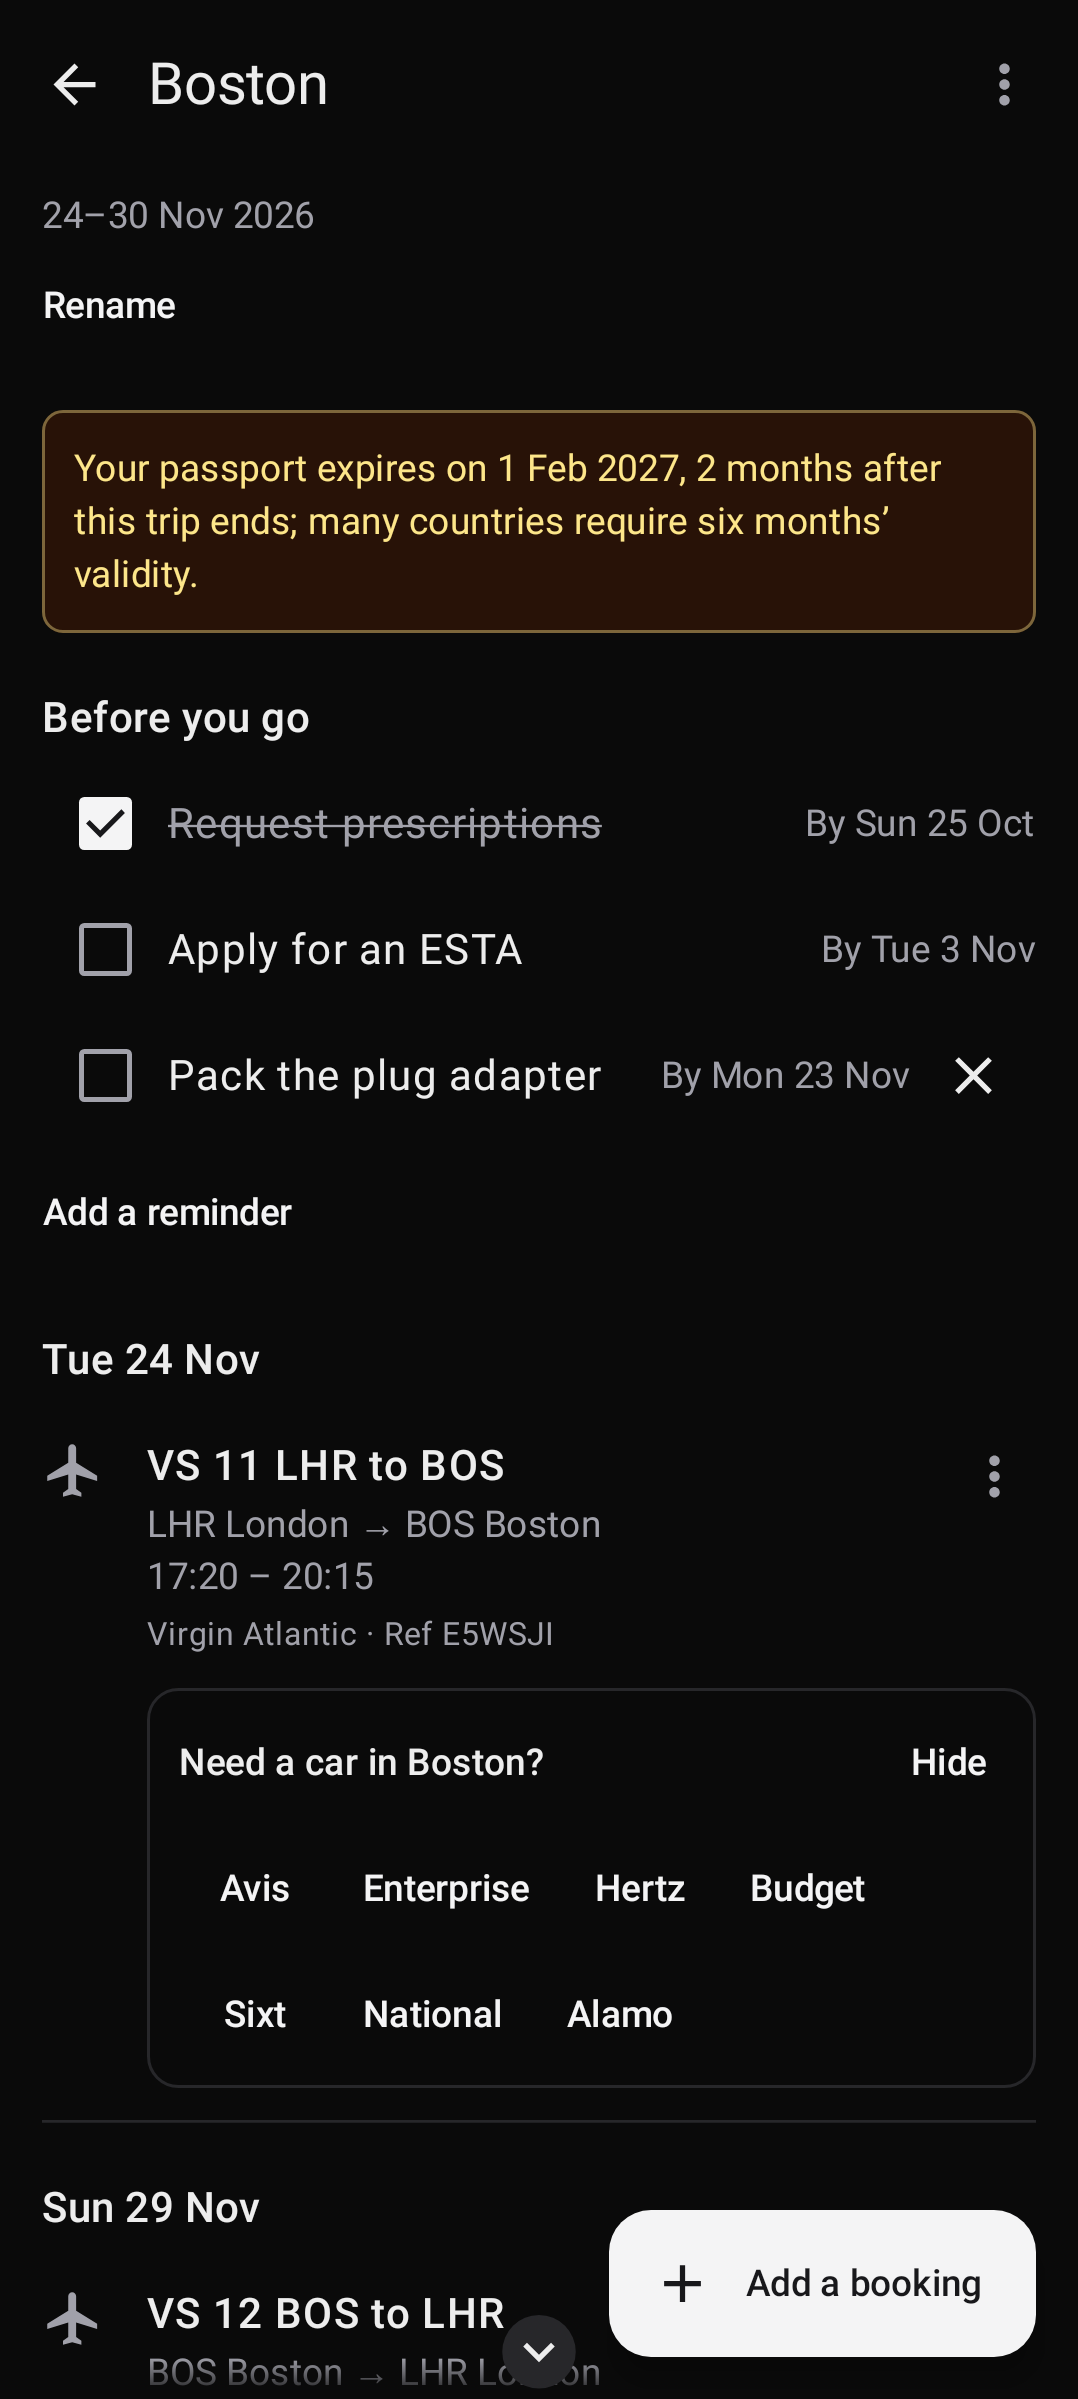 Boston
24–30 Nov 2026
Rename
Your passport expires on 1 Feb 2027, 2 months after
this trip ends; many countries require six months’
validity.
Before you go
Request prescriptions By Sun 25 Oct
Apply for an ESTA By Tue 3 Nov
Pack the plug adapter By Mon 23 Nov
Add a reminder
Tue 24 Nov
VS 11 LHR to BOS
LHR London → BOS Boston
17:20 – 20:15
Virgin Atlantic · Ref E5WSJI
Need a car in Boston? Hide
Avis Enterprise Hertz Budget
Sixt National Alamo
Sun 29 Nov
Add a booking
VS 12 BOS to LHR
BOS Boston → LHR